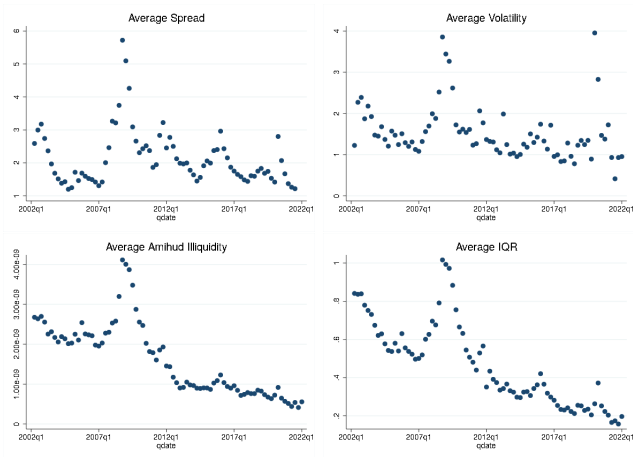 Average Spread
6
5
4
3
2
1
2002q1 2007q1 2012q1 2017q1 2022q1
qdate
Average Volatility
4
3
2
1
0
2002q1 2007q1 2012q1 2017q1 2022q1
qdate
Average Amihud Illiquidity
4.00e-09
3.00e-09
2.00e-09
1.00e-09
0
2002q1 2007q1 2012q1 2017q1 2022q1
qdate
Average IQR
1
.8
.6
.4
.2
2002q1 2007q1 2012q1 2017q1 2022q1
qdate